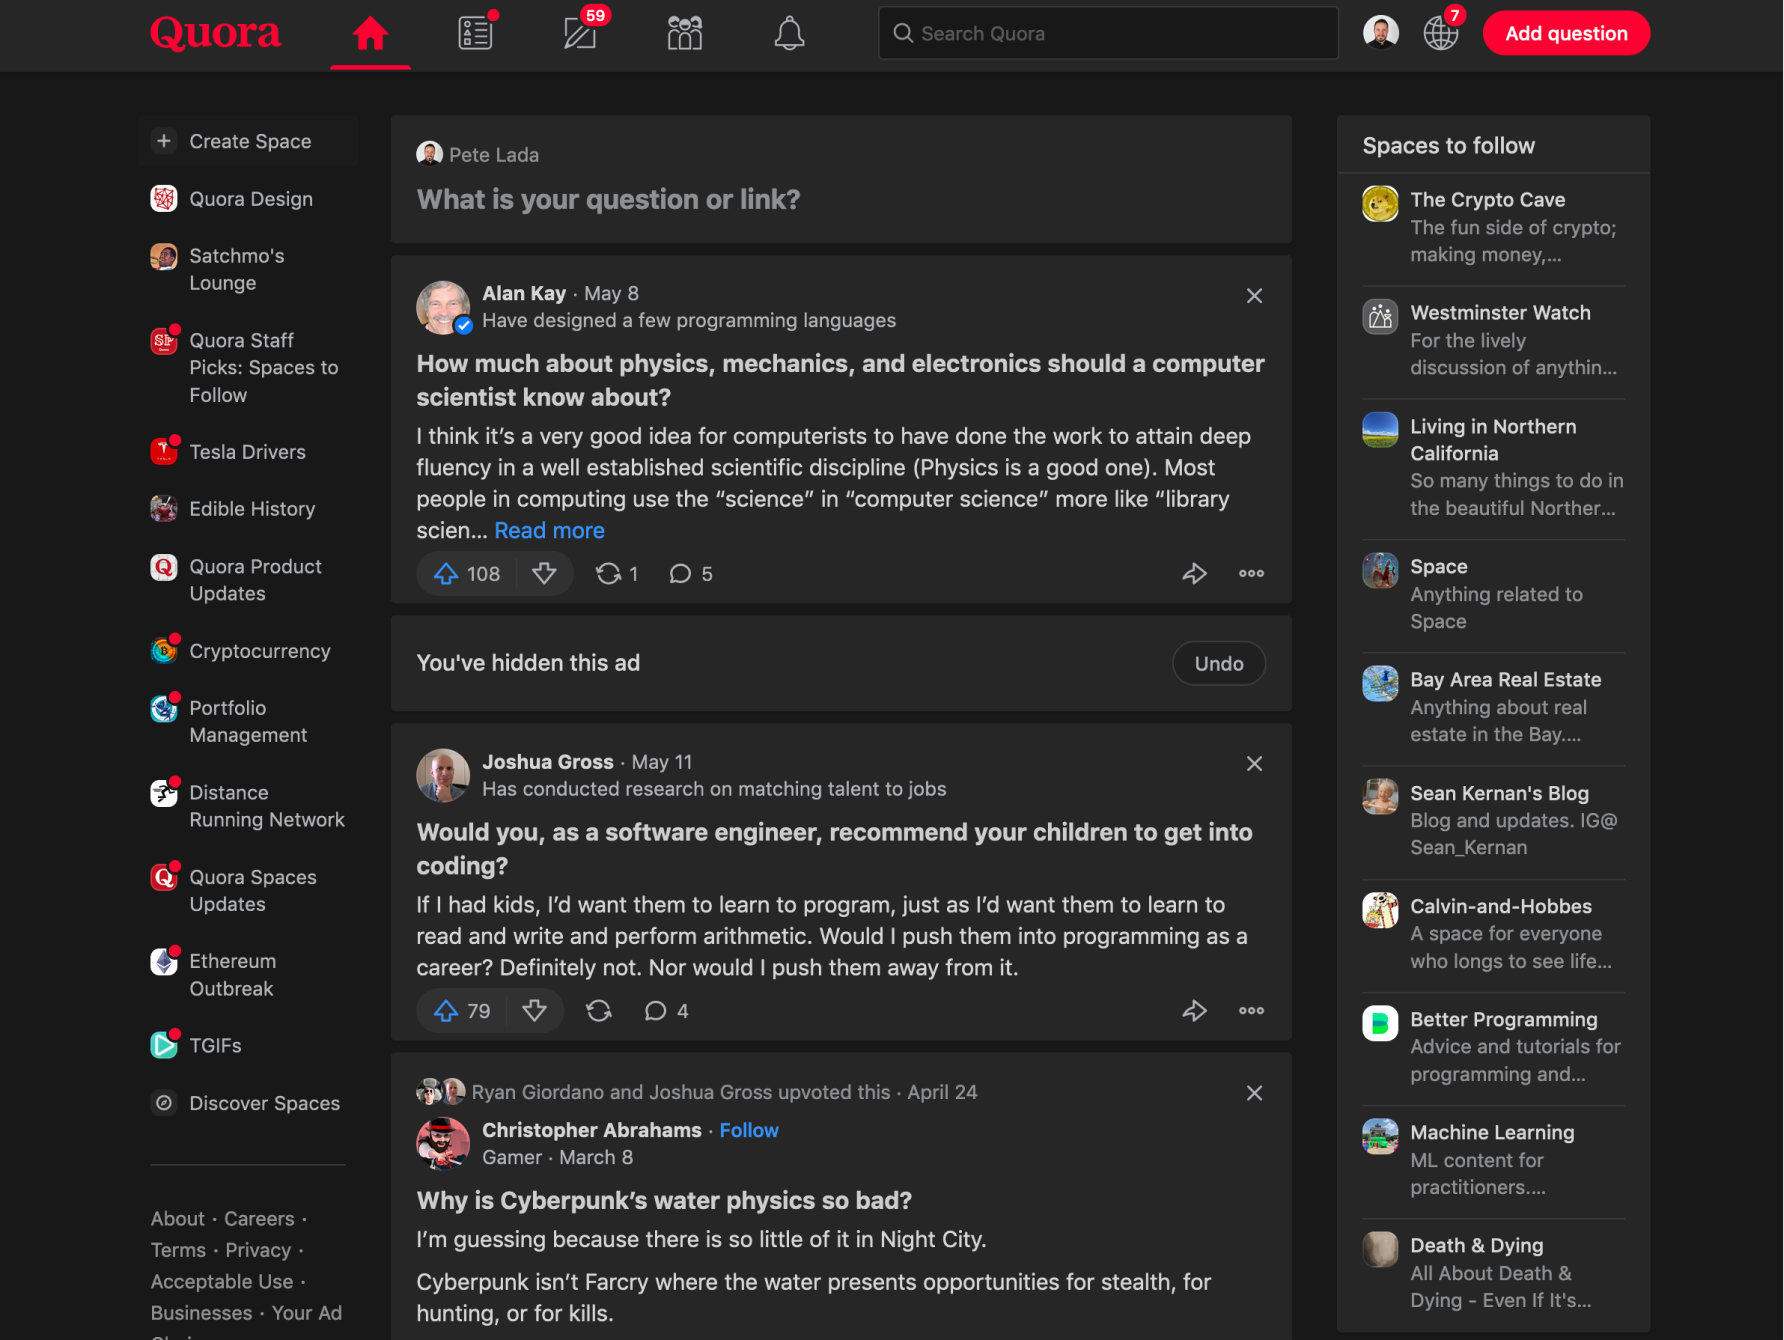 Quora
59
Search Quora
7
Add question
Create Space
Quora Design
Satchmo's
Lounge
Quora Staff
Picks: Spaces to
Follow
Tesla Drivers
Edible History
Quora Product
Updates
Cryptocurrency
Portfolio
Management
Distance
Running Network
Quora Spaces
Updates
Ethereum
Outbreak
TGIFs
Discover Spaces
About · Careers ·
Terms · Privacy ·
Acceptable Use ·
Businesses · Your Ad
Pete Lada
What is your question or link?
Alan Kay · May 8
Have designed a few programming languages
How much about physics, mechanics, and electronics should a computer
scientist know about?
I think it’s a very good idea for computerists to have done the work to attain deep
fluency in a well established scientific discipline (Physics is a good one). Most
people in computing use the “science” in “computer science” more like “library
scien... Read more
108
1
5
You've hidden this ad
Undo
Joshua Gross · May 11
Has conducted research on matching talent to jobs
Would you, as a software engineer, recommend your children to get into
coding?
If I had kids, I’d want them to learn to program, just as I’d want them to learn to
read and write and perform arithmetic. Would I push them into programming as a
career? Definitely not. Nor would I push them away from it.
79
4
Ryan Giordano and Joshua Gross upvoted this · April 24
Christopher Abrahams · Follow
Gamer · March 8
Why is Cyberpunk’s water physics so bad?
I’m guessing because there is so little of it in Night City.
Cyberpunk isn’t Farcry where the water presents opportunities for stealth, for
hunting, or for kills.
Spaces to follow
The Crypto Cave
The fun side of crypto;
making money,...
Westminster Watch
For the lively
discussion of anythin...
Living in Northern
California
So many things to do in
the beautiful Norther...
Space
Anything related to
Space
Bay Area Real Estate
Anything about real
estate in the Bay....
Sean Kernan's Blog
Blog and updates. IG@
Sean_Kernan
Calvin-and-Hobbes
A space for everyone
who longs to see life...
Better Programming
Advice and tutorials for
programming and...
Machine Learning
ML content for
practitioners....
Death & Dying
All About Death &
Dying - Even If It's...